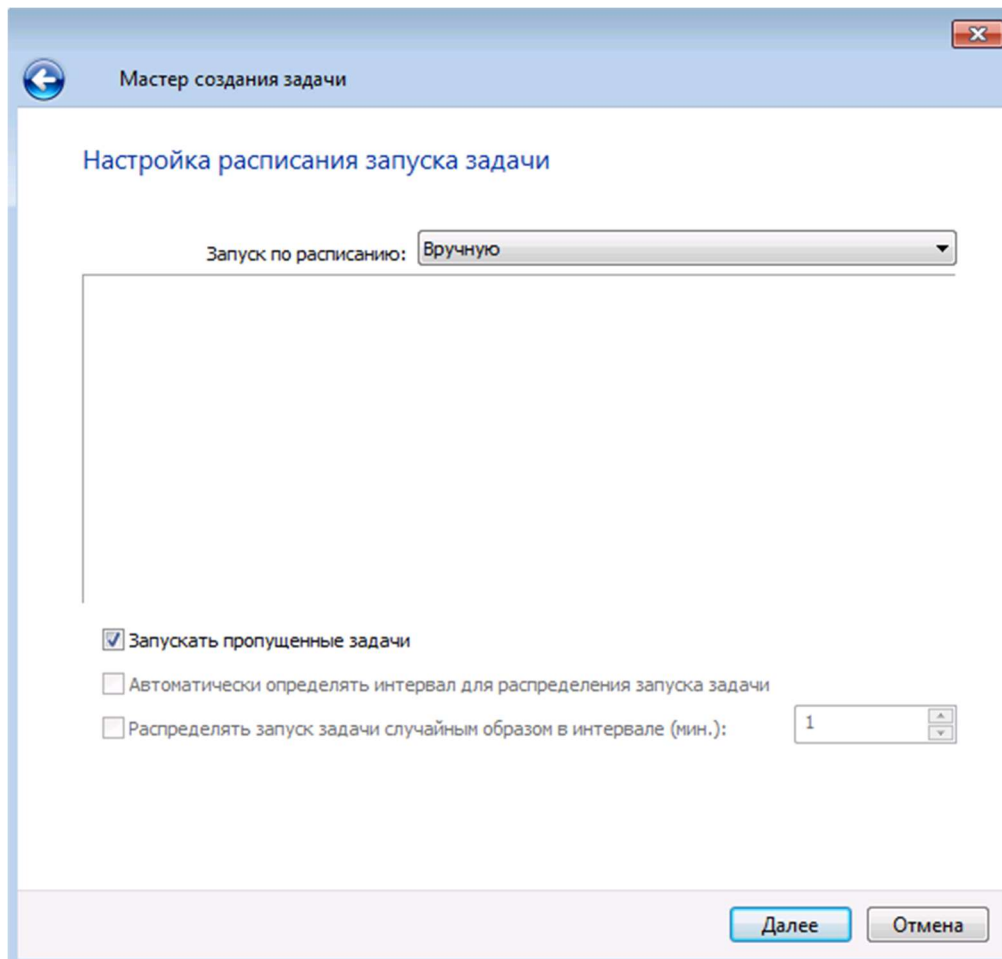 Мастер создания задачи
Настройка расписания запуска задачи
Запуск по расписанию: Вручную
Запускать пропущенные задачи
Автоматически определять интервал для распределения запуска задачи
Распределять запуск задачи случайным образом в интервале (мин.): 1
Далее Отмена